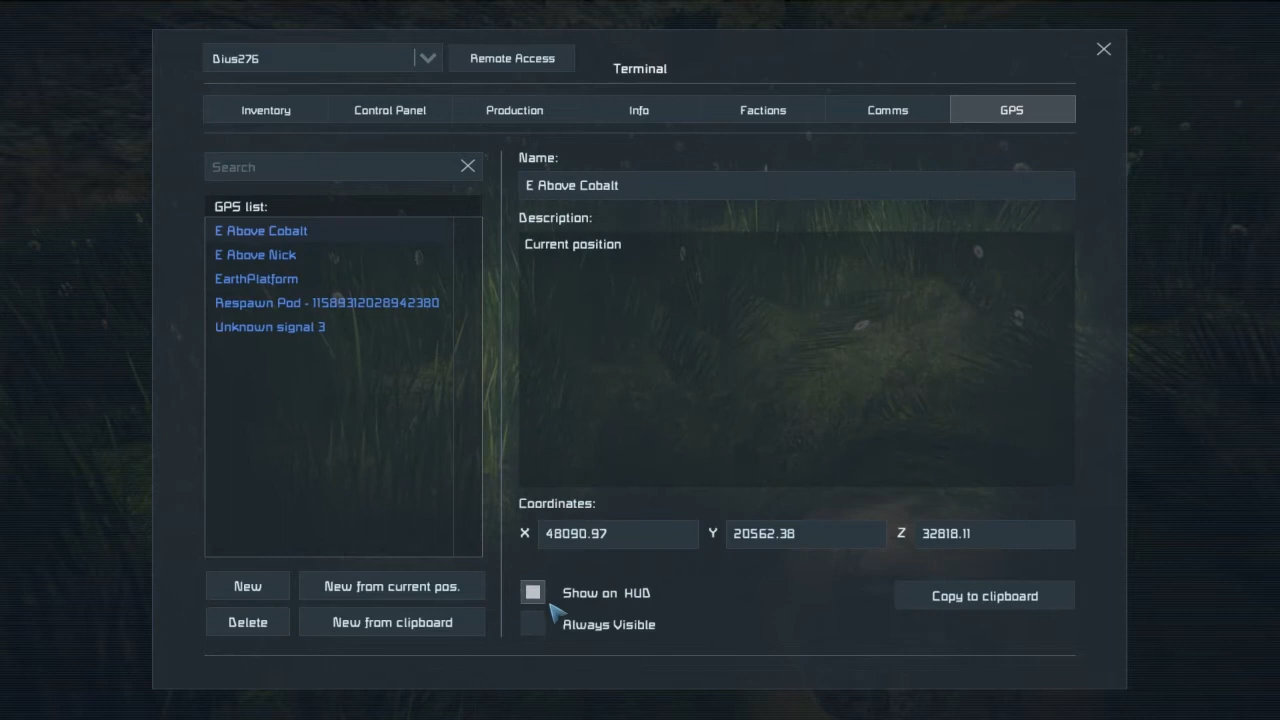 Dius276
Remote Access
Terminal
Inventory
Control Panel
Production
Info
Factions
Comms
GPS
Search
GPS list:
E Above Cobalt
E Above Nick
EarthPlatform
Respawn Pod - 11589312028942380
Unknown signal 3
New
New from current pos.
Delete
New from clipboard
Name:
E Above Cobalt
Description:
Current position
Coordinates:
X 48090.97 Y 20562.38 Z 32818.11
Show on HUD
Always Visible
Copy to clipboard